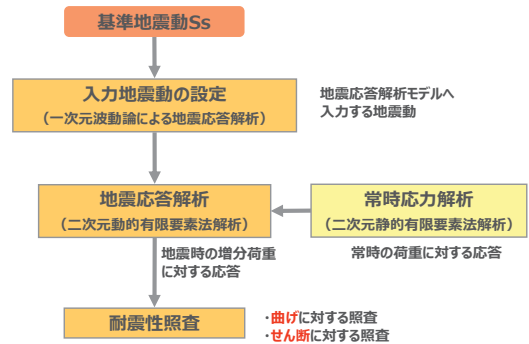 基準地震動Ss
入力地震動の設定
（一次元波動論による地震応答解析）
地震応答解析モデルへ
入力する地震動
地震応答解析
（二次元動的有限要素法解析）
常時応力解析
（二次元静的有限要素法解析）
地震時の増分荷重
に対する応答
常時の荷重に対する応答
耐震性照査
・曲げに対する照査
・せん断に対する照査